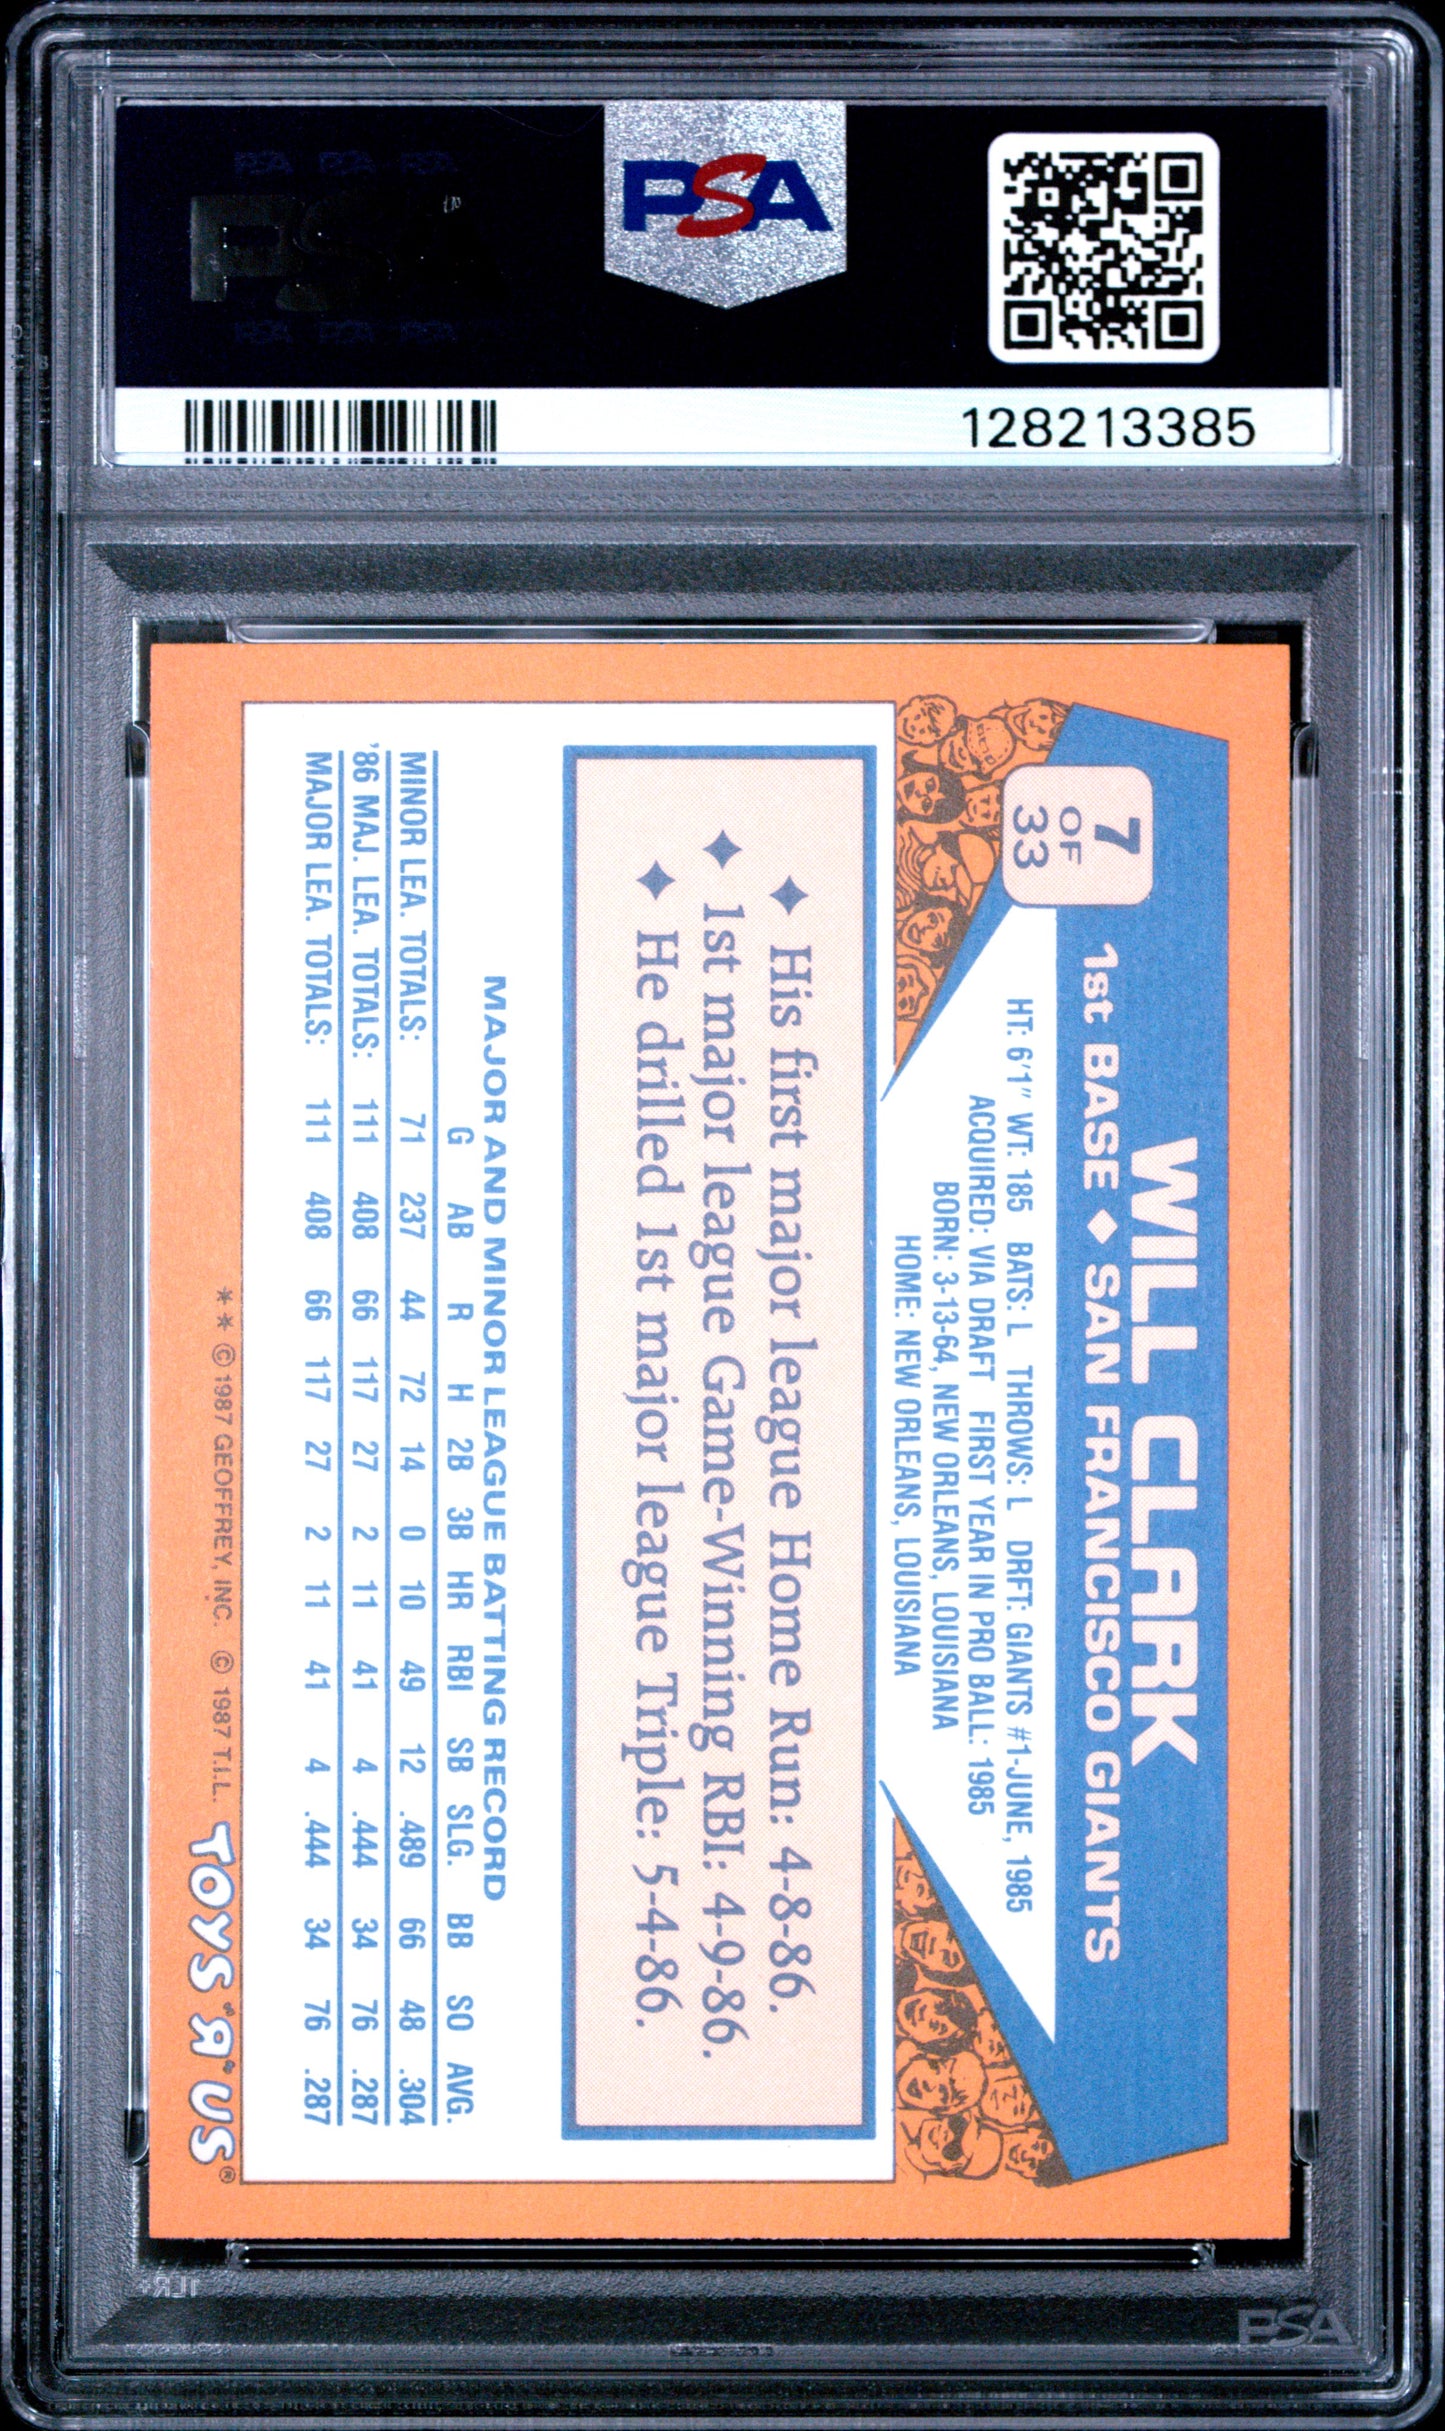 PSA
128213385
7
OF
33
WILL CLARK
1st BASE ◆ SAN FRANCISCO GIANTS
HT: 6'1" WT: 185 BATS: L THROWS: L DRFT: GIANTS #1-JUNE, 1985
ACQUIRED: VIA DRAFT FIRST YEAR IN PRO BALL: 1985
BORN: 3-13-64, NEW ORLEANS, LOUISIANA
HOME: NEW ORLEANS, LOUISIANA
◆ His first major league Home Run: 4-8-86.
◆ 1st major league Game-Winning RBI: 4-9-86.
◆ He drilled 1st major league Triple: 5-4-86.
MAJOR AND MINOR LEAGUE BATTING RECORD
G AB R H 2B 3B HR RBI SB SLG. BB SO AVG.
MINOR LEA. TOTALS: 71 237 44 72 14 0 10 49 12 .489 66 48 .304
'86 MAJ. LEA. TOTALS: 111 408 66 117 27 2 11 41 4 .444 34 76 .287
MAJOR LEA. TOTALS: 111 408 66 117 27 2 11 41 4 .444 34 76 .287
** © 1987 GEOFFREY, INC. © 1987 T.I.L. TOYS "Я" US®
PSA